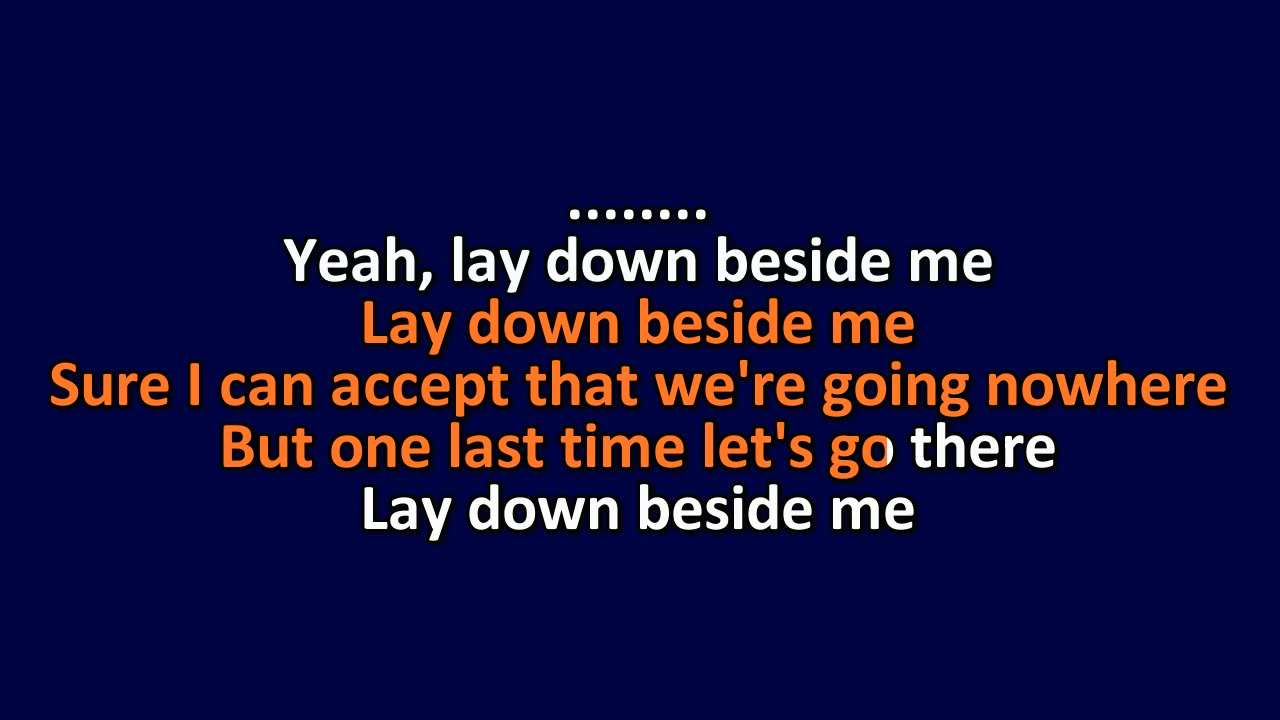 ........
Yeah, lay down beside me
Lay down beside me
Sure I can accept that we're going nowhere
But one last time let's go there
Lay down beside me